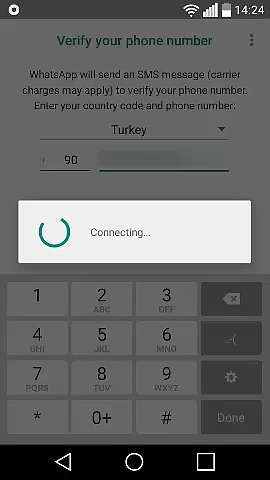 14:24
Verify your phone number
WhatsApp will send an SMS message (carrier
charges may apply) to verify your phone number.
Enter your country code and phone number:
Turkey
+ 90
Connecting...
1 2 ABC 3 DEF
4 GHI 5 JKL 6 MNO .-(
7 PQRS 8 TUV 9 WXYZ
* 0+ # Done